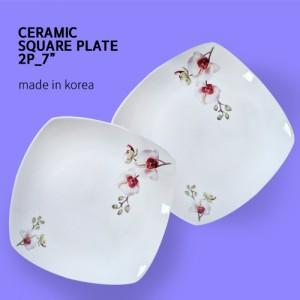 CERAMIC
SQUARE PLATE
2P_7”
made in korea